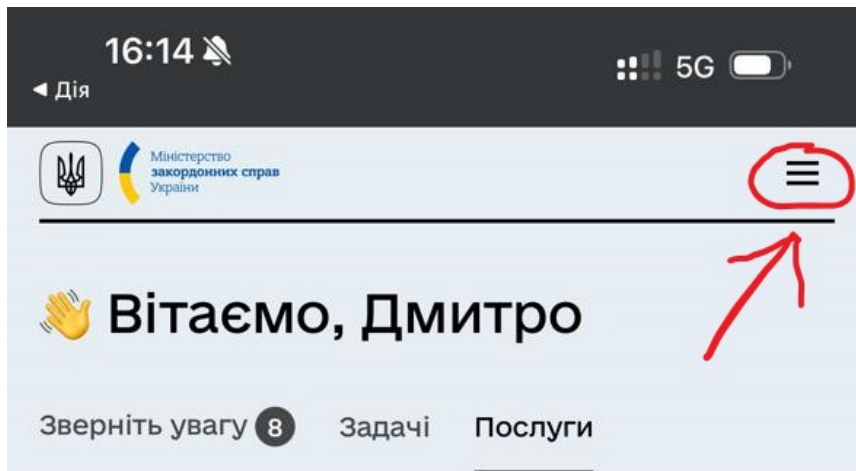 16:14
5G
◀ Дія
Міністерство
закордонних справ
України
Вітаємо, Дмитро
Зверніть увагу 8 Задачі Послуги